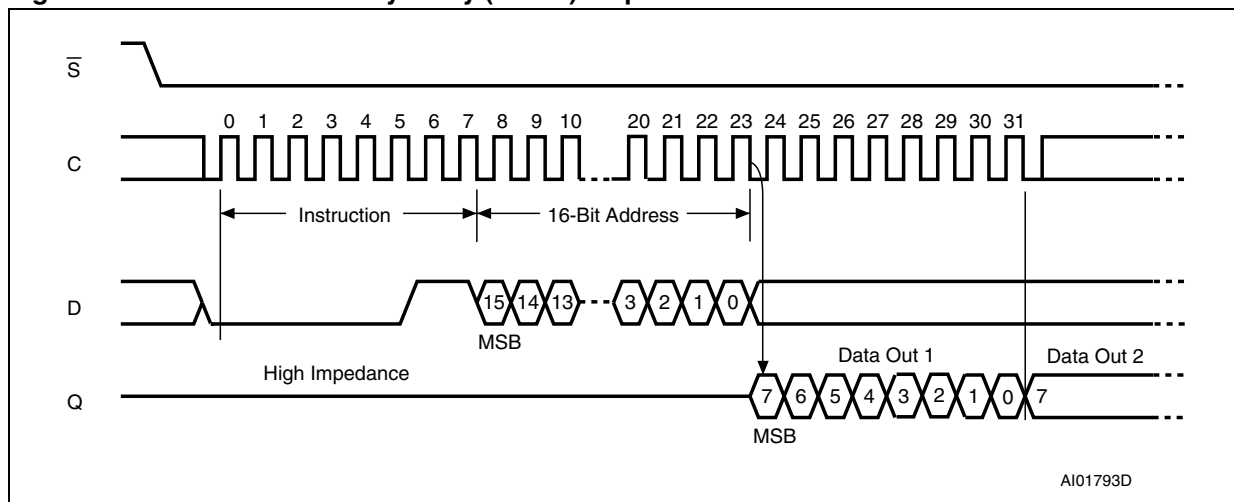 S
0 1 2 3 4 5 6 7 8 9 10 20 21 22 23 24 25 26 27 28 29 30 31
C
Instruction 16-Bit Address
D 15 14 13 3 2 1 0
MSB
Data Out 1 Data Out 2
High Impedance
Q 7 6 5 4 3 2 1 0 7
MSB
AI01793D